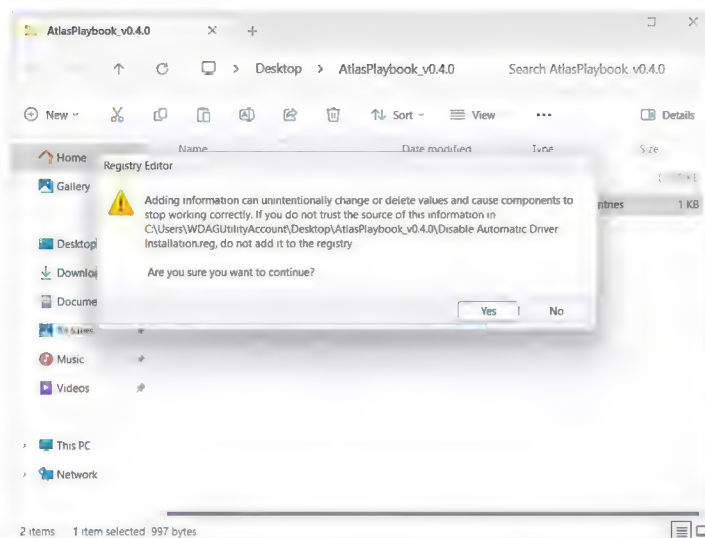 AtlasPlaybook_v0.4.0
Desktop > AtlasPlaybook_v0.4.0 Search AtlasPlaybook v0.4.0
New Sort View ... Details
Name Date modified Type Size
Home
Gallery
ntries 1 KB
Registry Editor
Adding information can unintentionally change or delete values and cause components to
stop working correctly. If you do not trust the source of this information in
C:\Users\WDAGUtilityAccount\Desktop\AtlasPlaybook_v0.4.0\Disable Automatic Driver
Installation.reg, do not add it to the registry
Are you sure you want to continue?
Yes No
Desktop
Downloa
Docume
Music
Videos
This PC
Network
2 items 1 item selected 997 bytes